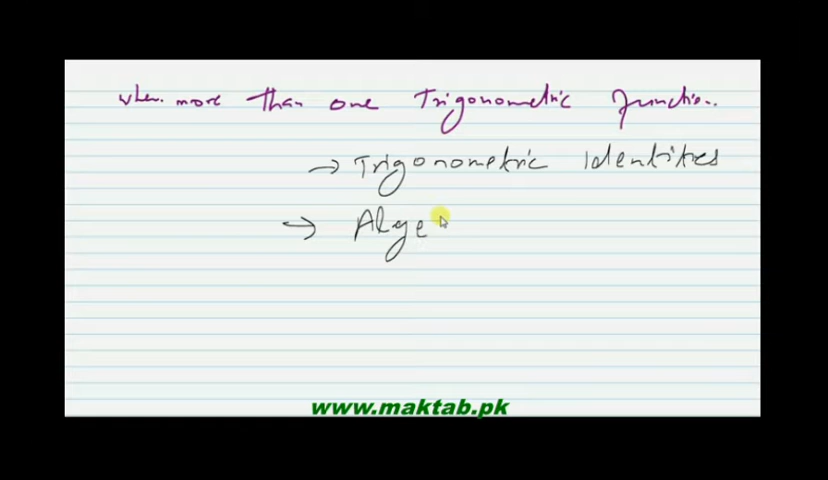 when more than one Trigonometric function.
→ Trigonometric Identities
→ Alge
www.maktab.pk